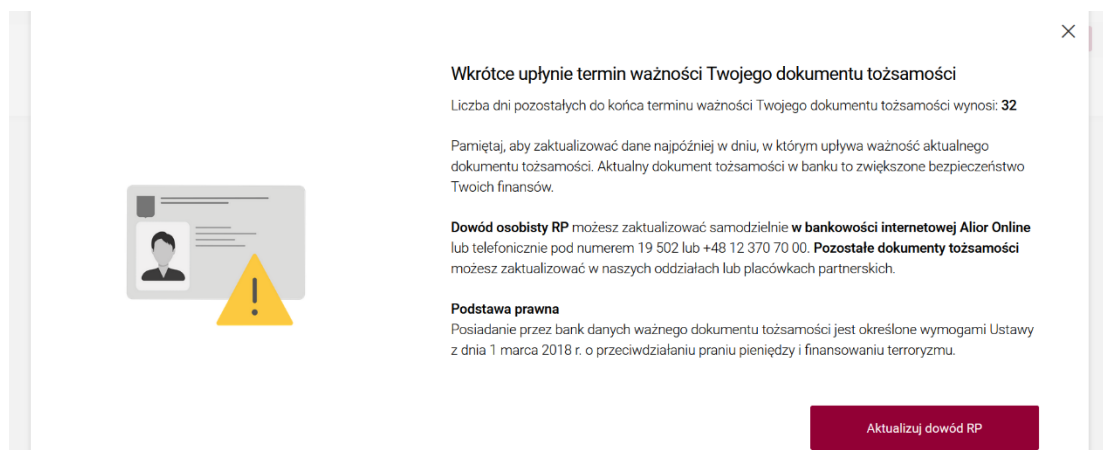 Wkrótce upłynie termin ważności Twojego dokumentu tożsamości
Liczba dni pozostałych do końca terminu ważności Twojego dokumentu tożsamości wynosi: 32
Pamiętaj, aby zaktualizować dane najpóźniej w dniu, w którym upływa ważność aktualnego
dokumentu tożsamości. Aktualny dokument tożsamości w banku to zwiększone bezpieczeństwo
Twoich finansów.
Dowód osobisty RP możesz zaktualizować samodzielnie w bankowości internetowej Alior Online
lub telefonicznie pod numerem 19 502 lub +48 12 370 70 00. Pozostałe dokumenty tożsamości
możesz zaktualizować w naszych oddziałach lub placówkach partnerskich.
Podstawa prawna
Posiadanie przez bank danych ważnego dokumentu tożsamości jest określone wymogami Ustawy
z dnia 1 marca 2018 r. o przeciwdziałaniu praniu pieniędzy i finansowaniu terroryzmu.
Aktualizuj dowód RP